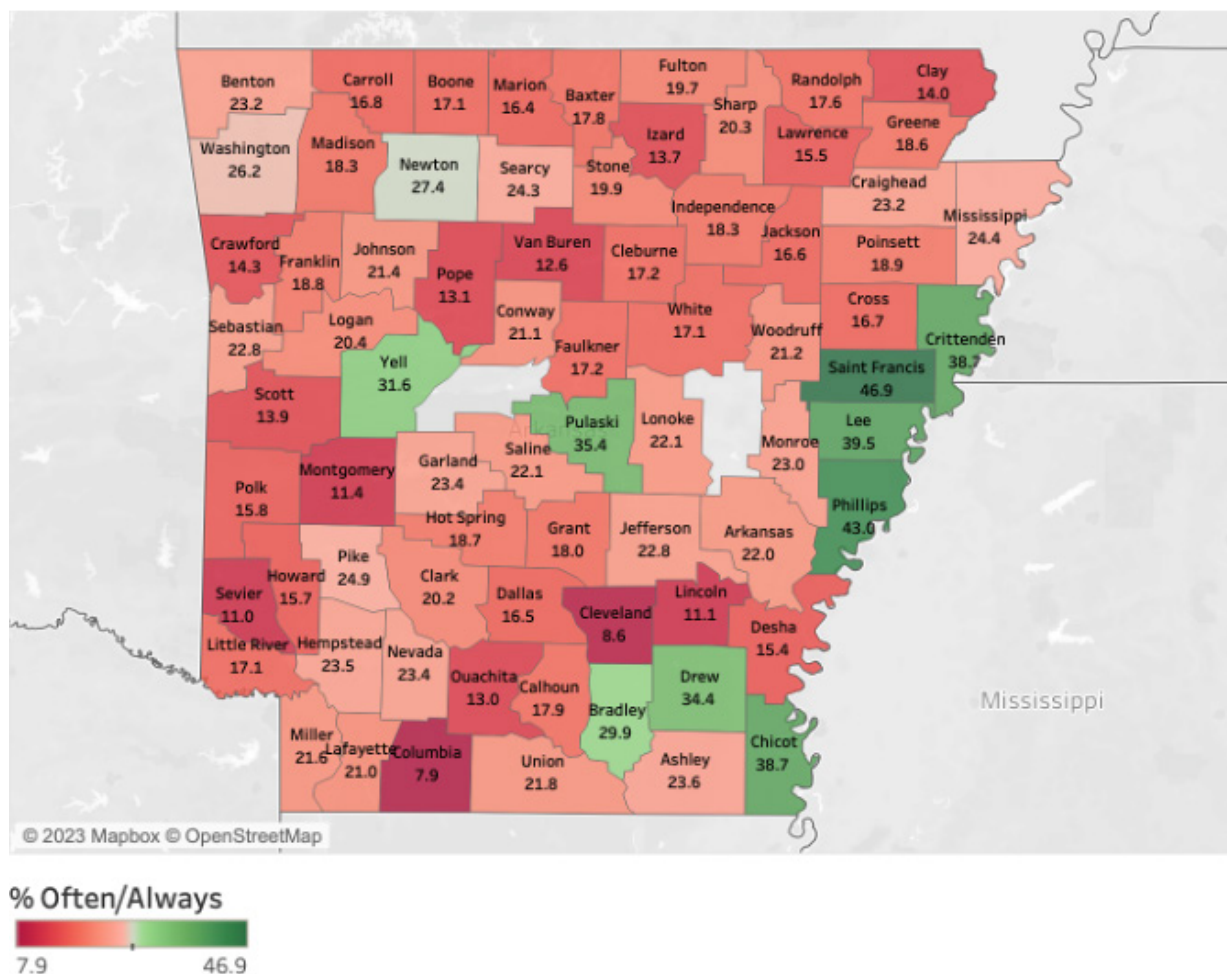 Benton
23.2
Carroll
16.8
Boone
17.1
Marion
16.4
Baxter
17.8
Fulton
19.7
Sharp
20.3
Randolph
17.6
Clay
14.0
Washington
26.2
Madison
18.3
Newton
27.4
Searcy
24.3
Stone
19.9
Izard
13.7
Lawrence
15.5
Greene
18.6
Craighead
23.2
Mississippi
24.4
Independence
18.3
Jackson
16.6
Poinsett
18.9
Crawford
14.3
Franklin
18.8
Johnson
21.4
Pope
13.1
Van Buren
12.6
Cleburne
17.2
Sebastian
22.8
Logan
20.4
Conway
21.1
Faulkner
17.2
White
17.1
Woodruff
21.2
Cross
16.7
Crittenden
38.7
Yell
31.6
Saint Francis
46.9
Scott
13.9
Pulaski
35.4
Arkansas
Lonoke
22.1
Lee
39.5
Saline
22.1
Monroe
23.0
Garland
23.4
Montgomery
11.4
Polk
15.8
Phillips
43.0
Hot Spring
18.7
Grant
18.0
Jefferson
22.8
Arkansas
22.0
Pike
24.9
Clark
20.2
Howard
15.7
Sevier
11.0
Dallas
16.5
Cleveland
8.6
Lincoln
11.1
Desha
15.4
Little River
17.1
Hempstead
23.5
Nevada
23.4
Ouachita
13.0
Calhoun
17.9
Bradley
29.9
Drew
34.4
Mississippi
Miller
21.6
Lafayette
21.0
Columbia
7.9
Union
21.8
Ashley
23.6
Chicot
38.7
© 2023 Mapbox © OpenStreetMap
% Often/Always
7.9 46.9